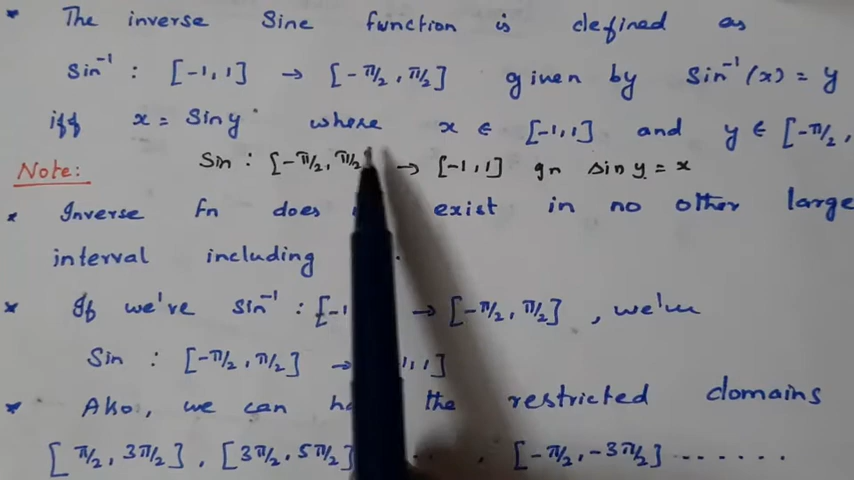 * The inverse Sine function is defined as
Sin⁻¹ : [-1,1] → [-π/2, π/2] given by sin⁻¹(x) = y
iff x = Siny where x ∈ [-1,1] and y ∈ [-π/2,
Note: Sin : [-π/2, π/2 → [-1,1] gn sin y = x
* Inverse fn does exist in no other large
interval including
* If we've sin⁻¹ : [-1 → [-π/2, π/2] , we'll
Sin : [-π/2, π/2] → ,1]
* Also, we can the restricted domains
[π/2, 3π/2], [3π/2, 5π/2] ... , [-π/2, -3π/2] .......